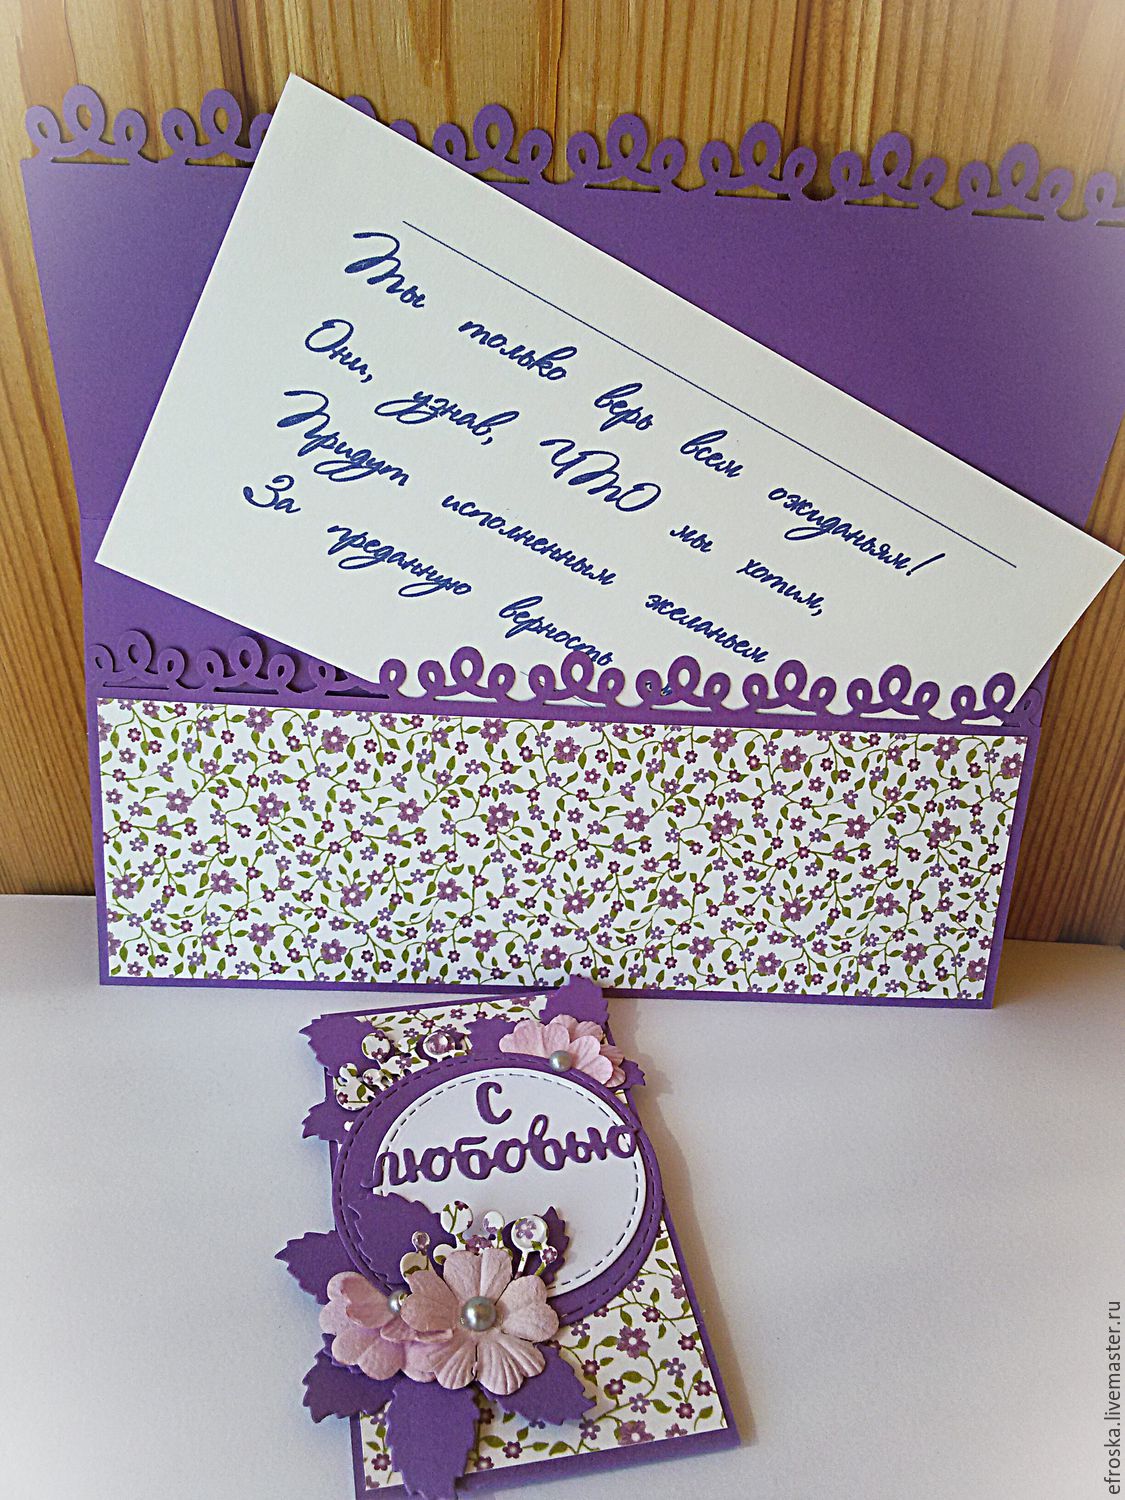 Ты только верь всем ожиданьям!
Они, узнав, ЧТО мы хотим,
Придут исполненным желаньем
За преданную верность
С
любовью
efroska.livemaster.ru